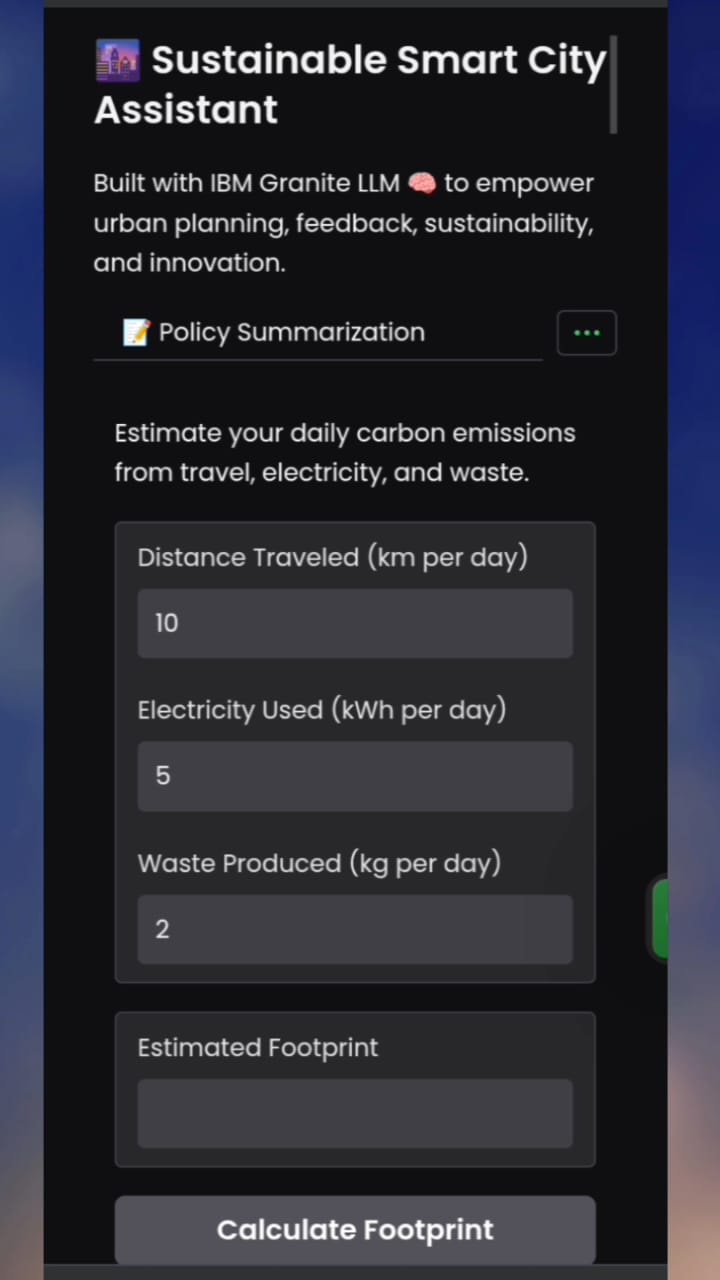 🌆 Sustainable Smart City
Assistant
Built with IBM Granite LLM 🧠 to empower
urban planning, feedback, sustainability,
and innovation.
📝 Policy Summarization
Estimate your daily carbon emissions
from travel, electricity, and waste.
Distance Traveled (km per day)
10
Electricity Used (kWh per day)
5
Waste Produced (kg per day)
2
Estimated Footprint
Calculate Footprint